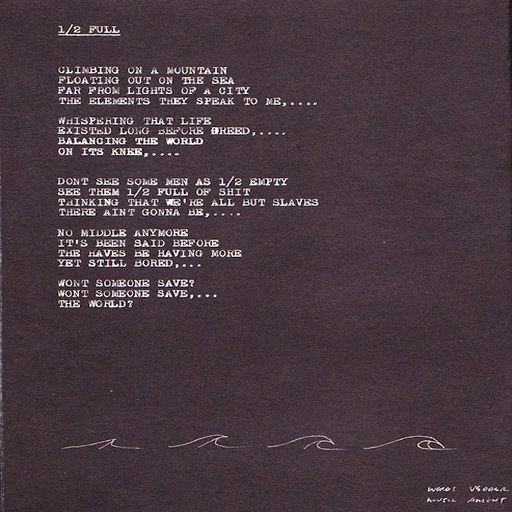 1/2 FULL
CLIMBING ON A MOUNTAIN
FLOATING OUT ON THE SEA
FAR FROM LIGHTS OF A CITY
THE ELEMENTS THEY SPEAK TO ME,....
WHISPERING THAT LIFE
EXISTED LONG BEFORE GREED,....
BALANCING THE WORLD
ON ITS KNEE,....
DONT SEE SOME MEN AS 1/2 EMPTY
SEE THEM 1/2 FULL OF SHIT
THINKING THAT WE'RE ALL BUT SLAVES
THERE AINT GONNA BE,....
NO MIDDLE ANYMORE
IT'S BEEN SAID BEFORE
THE HAVES BE HAVING MORE
YET STILL BORED,...
WONT SOMEONE SAVE?
WONT SOMEONE SAVE,...
THE WORLD?
WORDS VEDDER
MUSIC AMENT